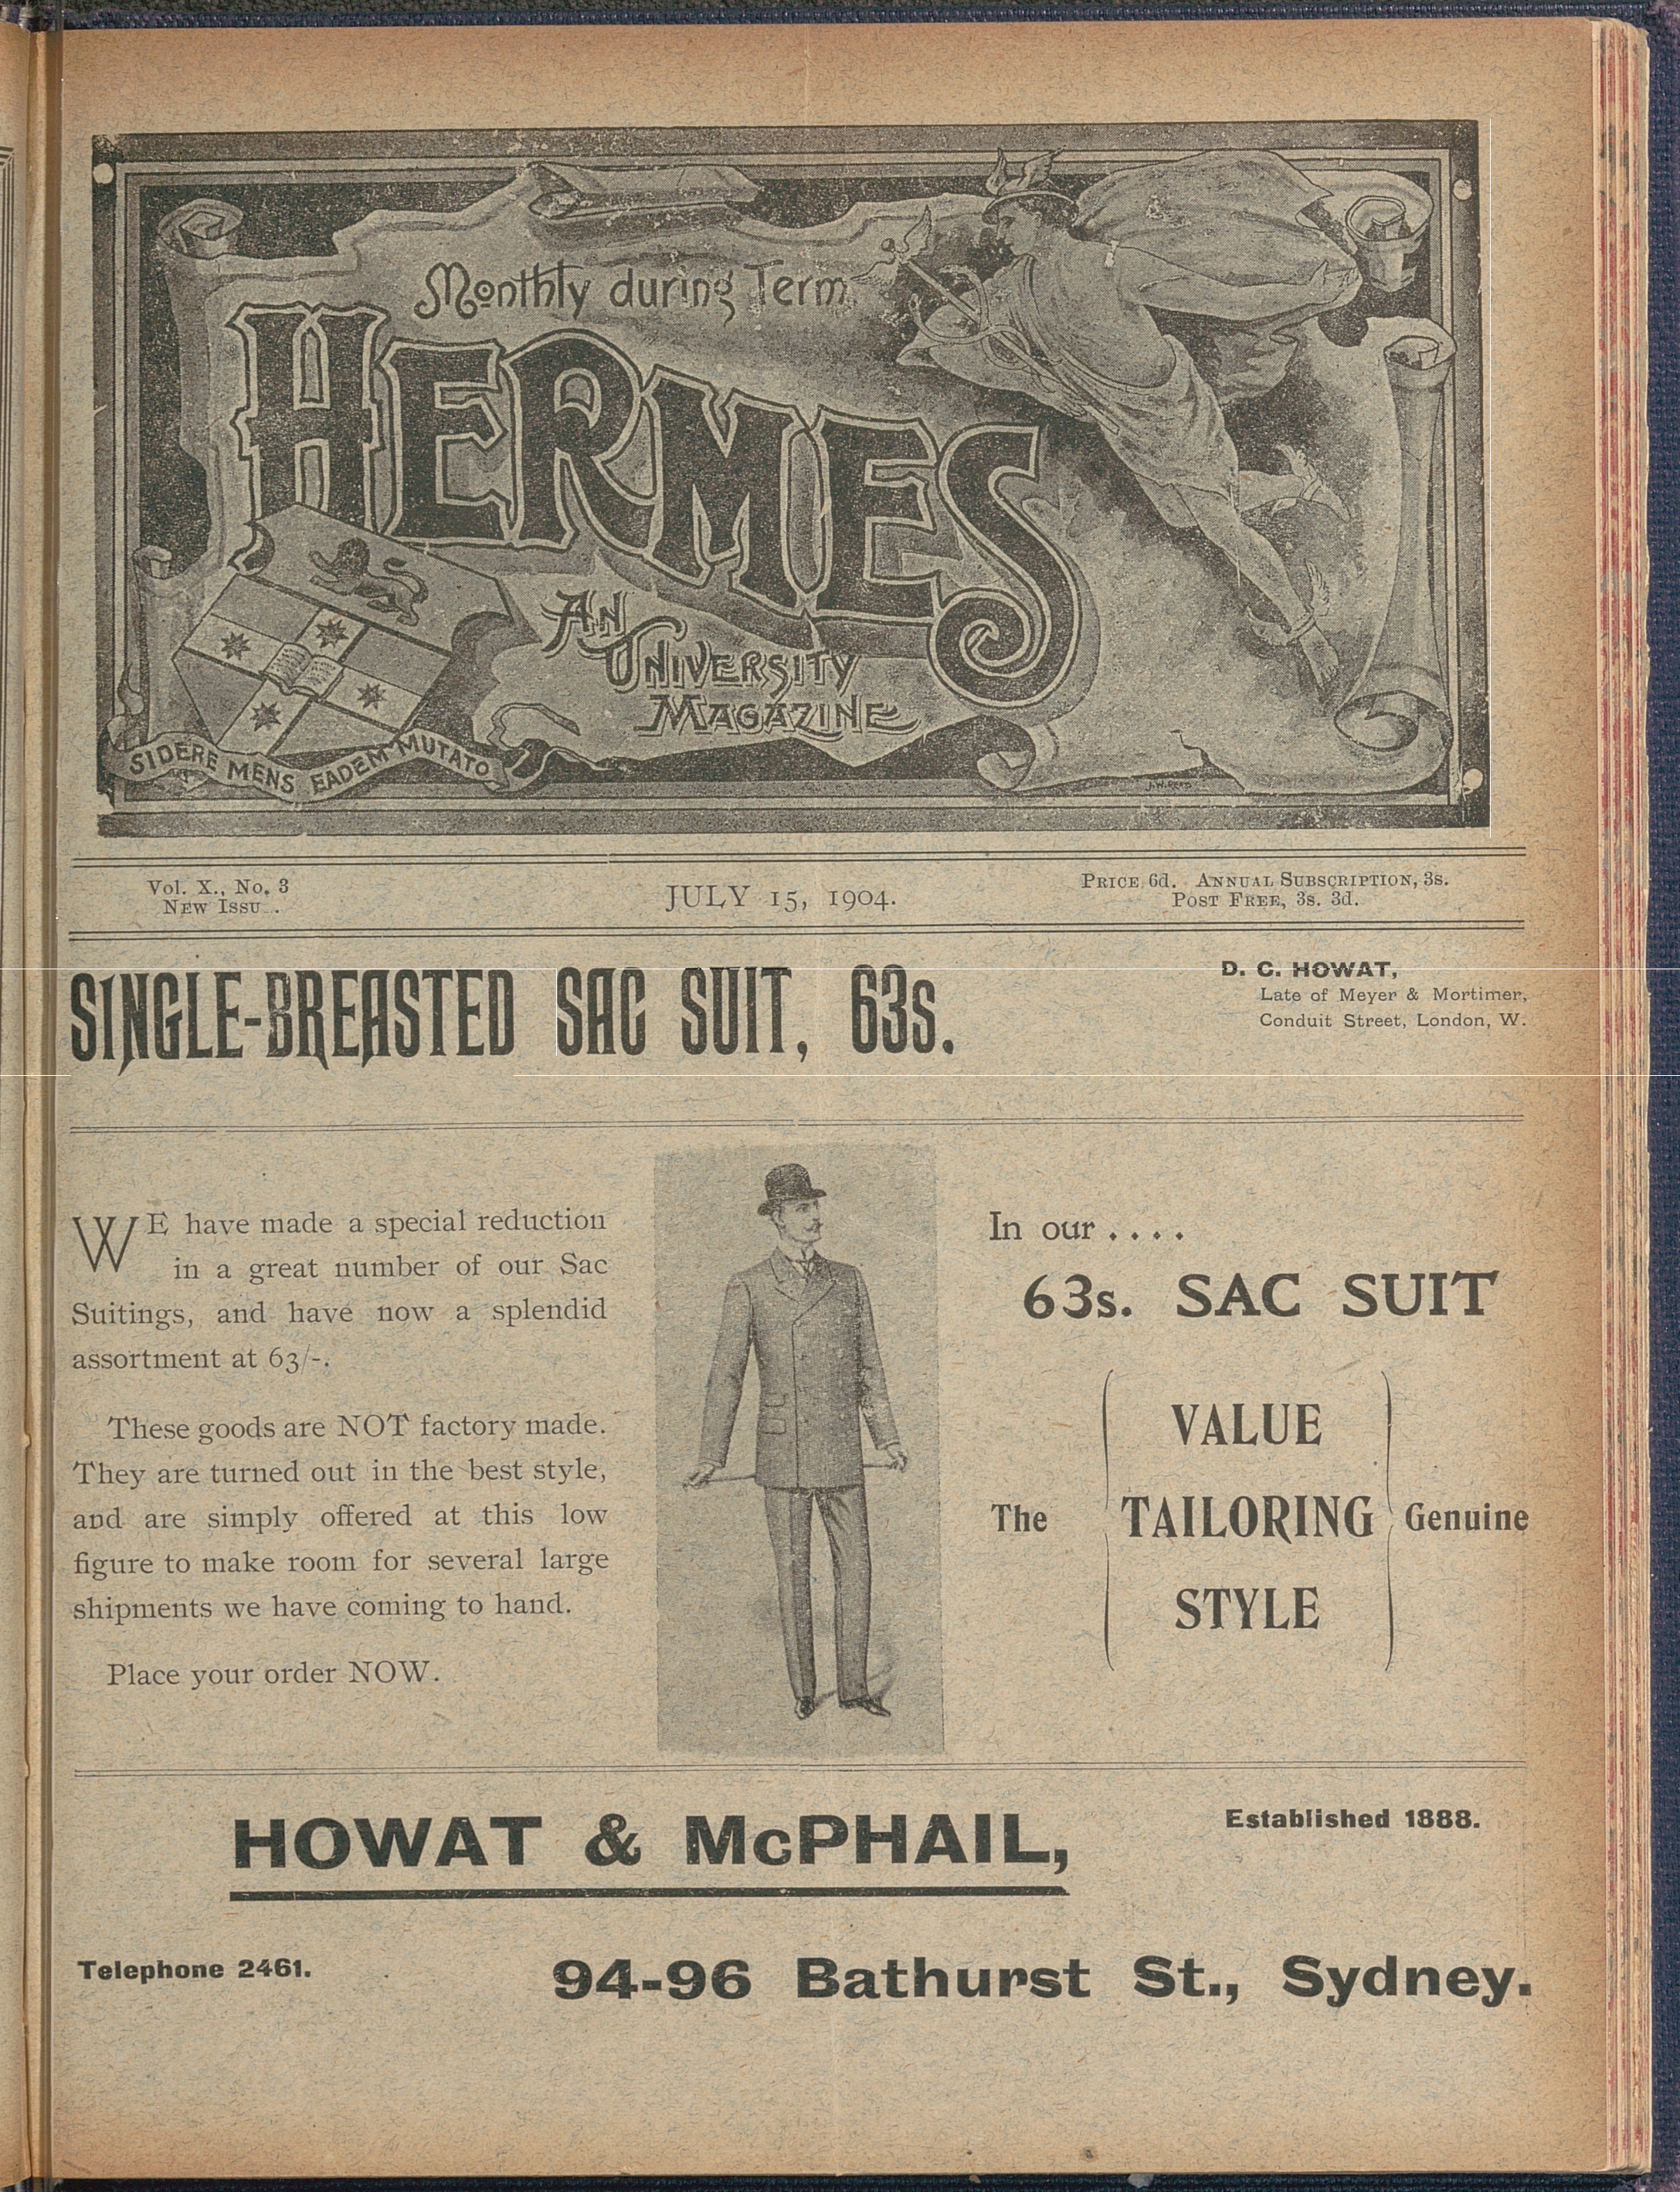 Monthly during Term
HERMES
AN
UNIVERSITY
MAGAZINE
SIDERE MENS EADEM MUTATO
Vol. X., No. 3
NEW ISSU
JULY 15, 1904.
PRICE 6d. ANNUAL SUBSCRIPTION, 3s.
POST FREE, 3s. 3d.
SINGLE-BREASTED SAC SUIT, 63s.
D. C. HOWAT,
Late of Meyer & Mortimer,
Conduit Street, London, W.
WE have made a special reduction
in a great number of our Sac
Suitings, and have now a splendid
assortment at 63/-.
These goods are NOT factory made.
They are turned out in the best style,
and are simply offered at this low
figure to make room for several large
shipments we have coming to hand.
Place your order NOW.
In our . . . .
63s. SAC SUIT
VALUE
The TAILORING Genuine
STYLE
HOWAT & McPHAIL,
Established 1888.
Telephone 2461.
94-96 Bathurst St., Sydney.